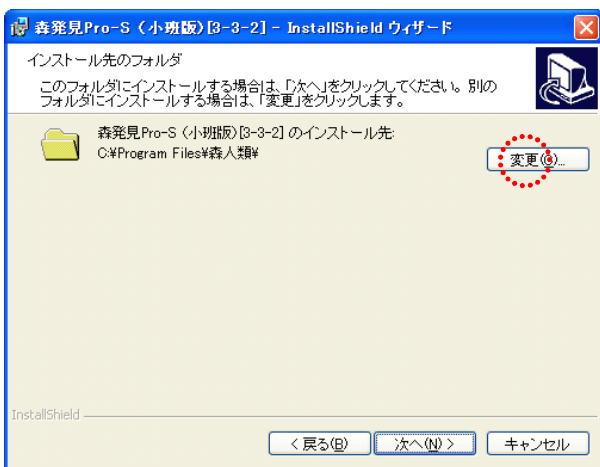 森発見Pro-S（小班版）[3-3-2] - InstallShield ウィザード
インストール先のフォルダ
このフォルダにインストールする場合は、「次へ」をクリックしてください。別の
フォルダにインストールする場合は、「変更」をクリックします。
森発見Pro-S（小班版）[3-3-2] のインストール先:
C:¥Program Files¥森人類¥
変更(C)...
InstallShield
< 戻る(B)
次へ(N) >
キャンセル